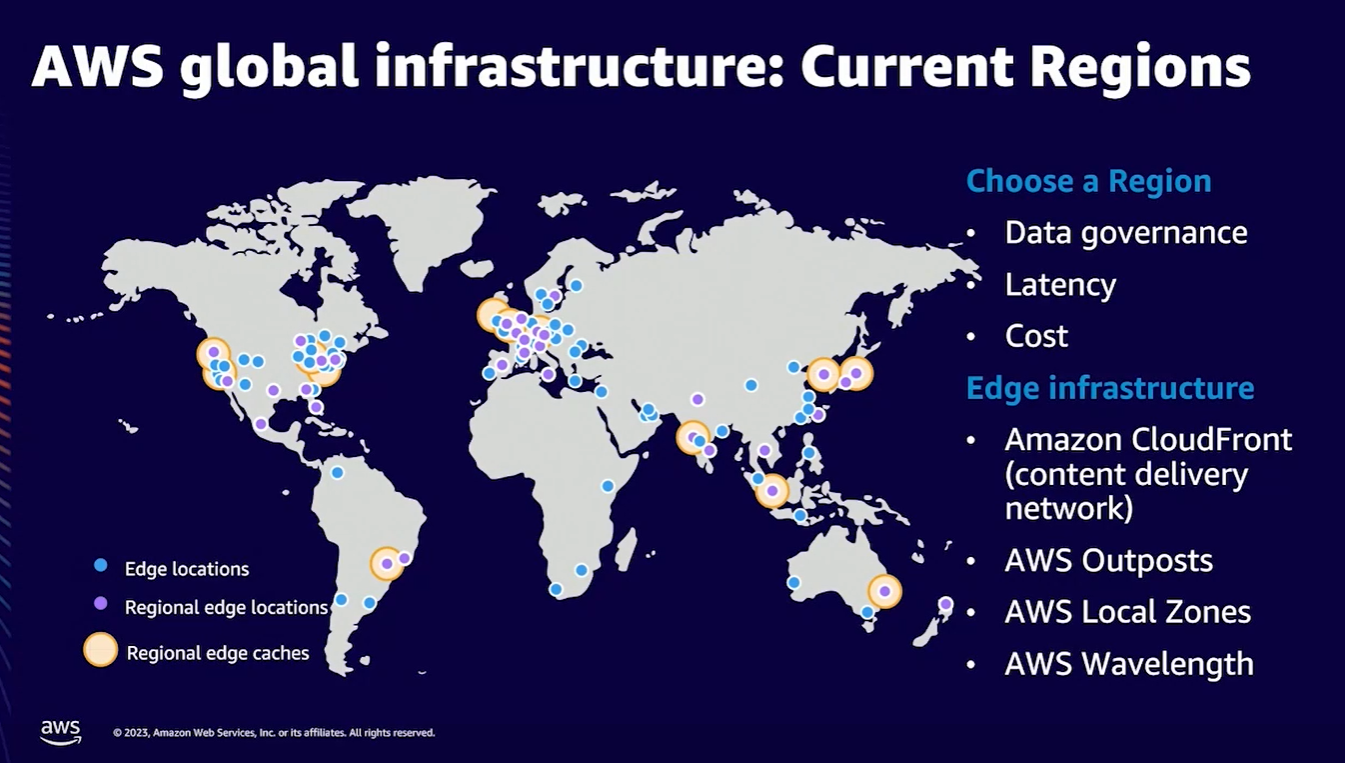 AWS global infrastructure: Current Regions
Choose a Region
• Data governance
• Latency
• Cost
Edge infrastructure
• Amazon CloudFront
(content delivery
network)
• AWS Outposts
• AWS Local Zones
• AWS Wavelength
Edge locations
Regional edge locations
Regional edge caches
aws
© 2023, Amazon Web Services, Inc. or its affiliates. All rights reserved.